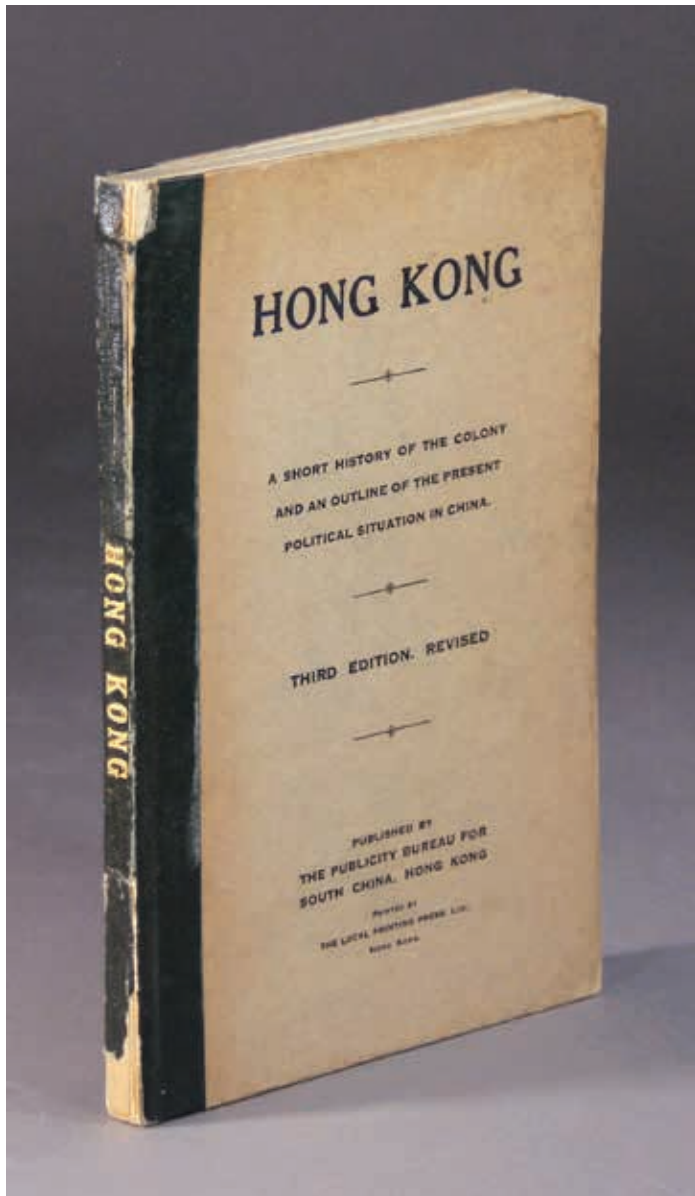 HONG KONG
HONG KONG
A SHORT HISTORY OF THE COLONY
AND AN OUTLINE OF THE PRESENT
POLITICAL SITUATION IN CHINA.
THIRD EDITION. REVISED
PUBLISHED BY
THE PUBLICITY BUREAU FOR
SOUTH CHINA, HONG KONG
PRINTED BY
THE LOCAL PRINTING PRESS, LTD.,
HONG KONG.